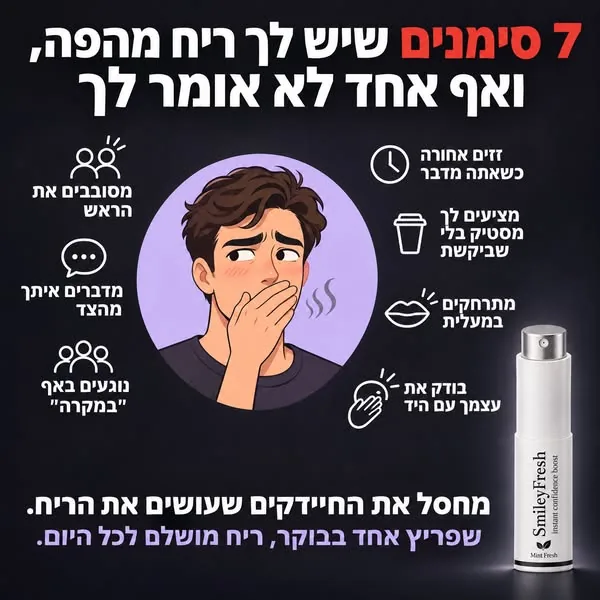 7 סימנים שיש לך ריח מהפה,
ואף אחד לא אומר לך
זזים אחורה
כשאתה מדבר
מציעים לך
מסטיק בלי
שביקשת
מתרחקים
במעלית
בודק את
עצמך עם היד
מסובבים את
הראש
מדברים איתך
מהצד
נוגעים באף
"במקרה"
SmileyFresh
instant confidence boost
Mint Fresh
מחסל את החיידקים שעושים את הריח.
שפריץ אחד בבוקר, ריח מושלם לכל היום.